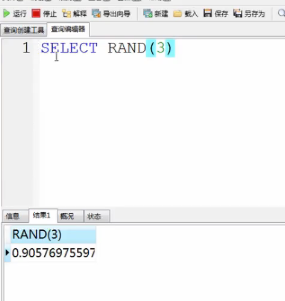 运行 停止 解释 导出向导 新建 载入 保存 另存为
查询创建工具 查询编辑器
1 SELECT RAND(3)
信息 结果1 概况 状态
RAND(3)
0.90576975597